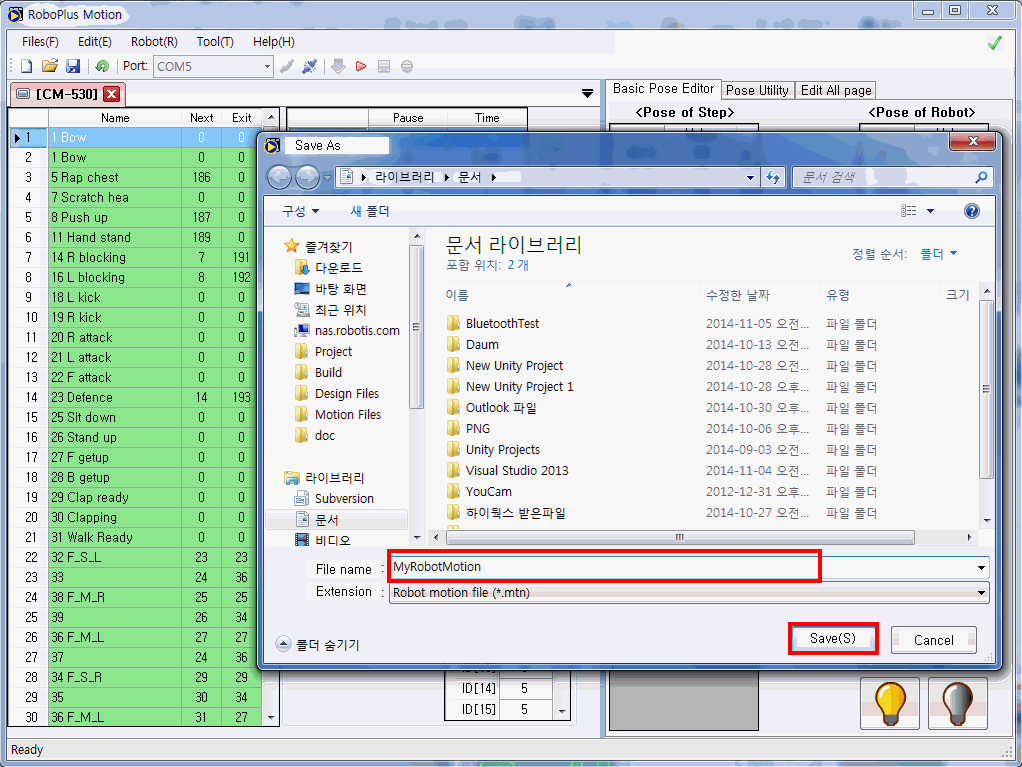 RoboPlus Motion
Files(F) Edit(E) Robot(R) Tool(T) Help(H)
Port: COM5
[CM-530]
Basic Pose Editor Pose Utility Edit All page
<Pose of Step> <Pose of Robot>
Name Next Exit Pause Time
1 1 Bow 0 0
2 1 Bow 0 0
3 5 Rap chest 186 0
4 7 Scratch hea 0 0
5 8 Push up 187 0
6 11 Hand stand 189 0
7 14 R blocking 7 191
8 16 L blocking 8 192
9 18 L kick 0 0
10 19 R kick 0 0
11 20 R attack 0 0
12 21 L attack 0 0
13 22 F attack 0 0
14 23 Defence 14 193
15 25 Sit down 0 0
16 26 Stand up 0 0
17 27 F getup 0 0
18 28 B getup 0 0
19 29 Clap ready 0 0
20 30 Clapping 0 0
21 31 Walk Ready 0 0
22 32 F_S_L 23 23
23 33 24 36
24 38 F_M_R 25 25
25 39 26 34
26 36 F_M_L 27 27
27 37 24 36
28 34 F_S_R 29 29
29 35 30 34
30 36 F_M_L 31 27
Save As
라이브러리 문서
문서 검색
구성 새 폴더
즐겨찾기
다운로드
바탕 화면
최근 위치
nas.robotis.com
Project
Build
Design Files
Motion Files
doc
라이브러리
Subversion
문서
비디오
문서 라이브러리
포함 위치: 2 개
정렬 순서: 폴더
이름 수정한 날짜 유형 크기
BluetoothTest 2014-11-05 오전... 파일 폴더
Daum 2014-10-13 오전... 파일 폴더
New Unity Project 2014-10-28 오후... 파일 폴더
New Unity Project 1 2014-10-28 오후... 파일 폴더
Outlook 파일 2014-10-30 오후... 파일 폴더
PNG 2014-10-06 오후... 파일 폴더
Unity Projects 2014-09-03 오전... 파일 폴더
Visual Studio 2013 2014-11-04 오전... 파일 폴더
YouCam 2012-12-31 오후... 파일 폴더
하이웍스 받은파일 2014-10-27 오전... 파일 폴더
File name : MyRobotMotion
Extension : Robot motion file (*.mtn)
폴더 숨기기
Save(S) Cancel
ID[14] 5
ID[15] 5
Ready